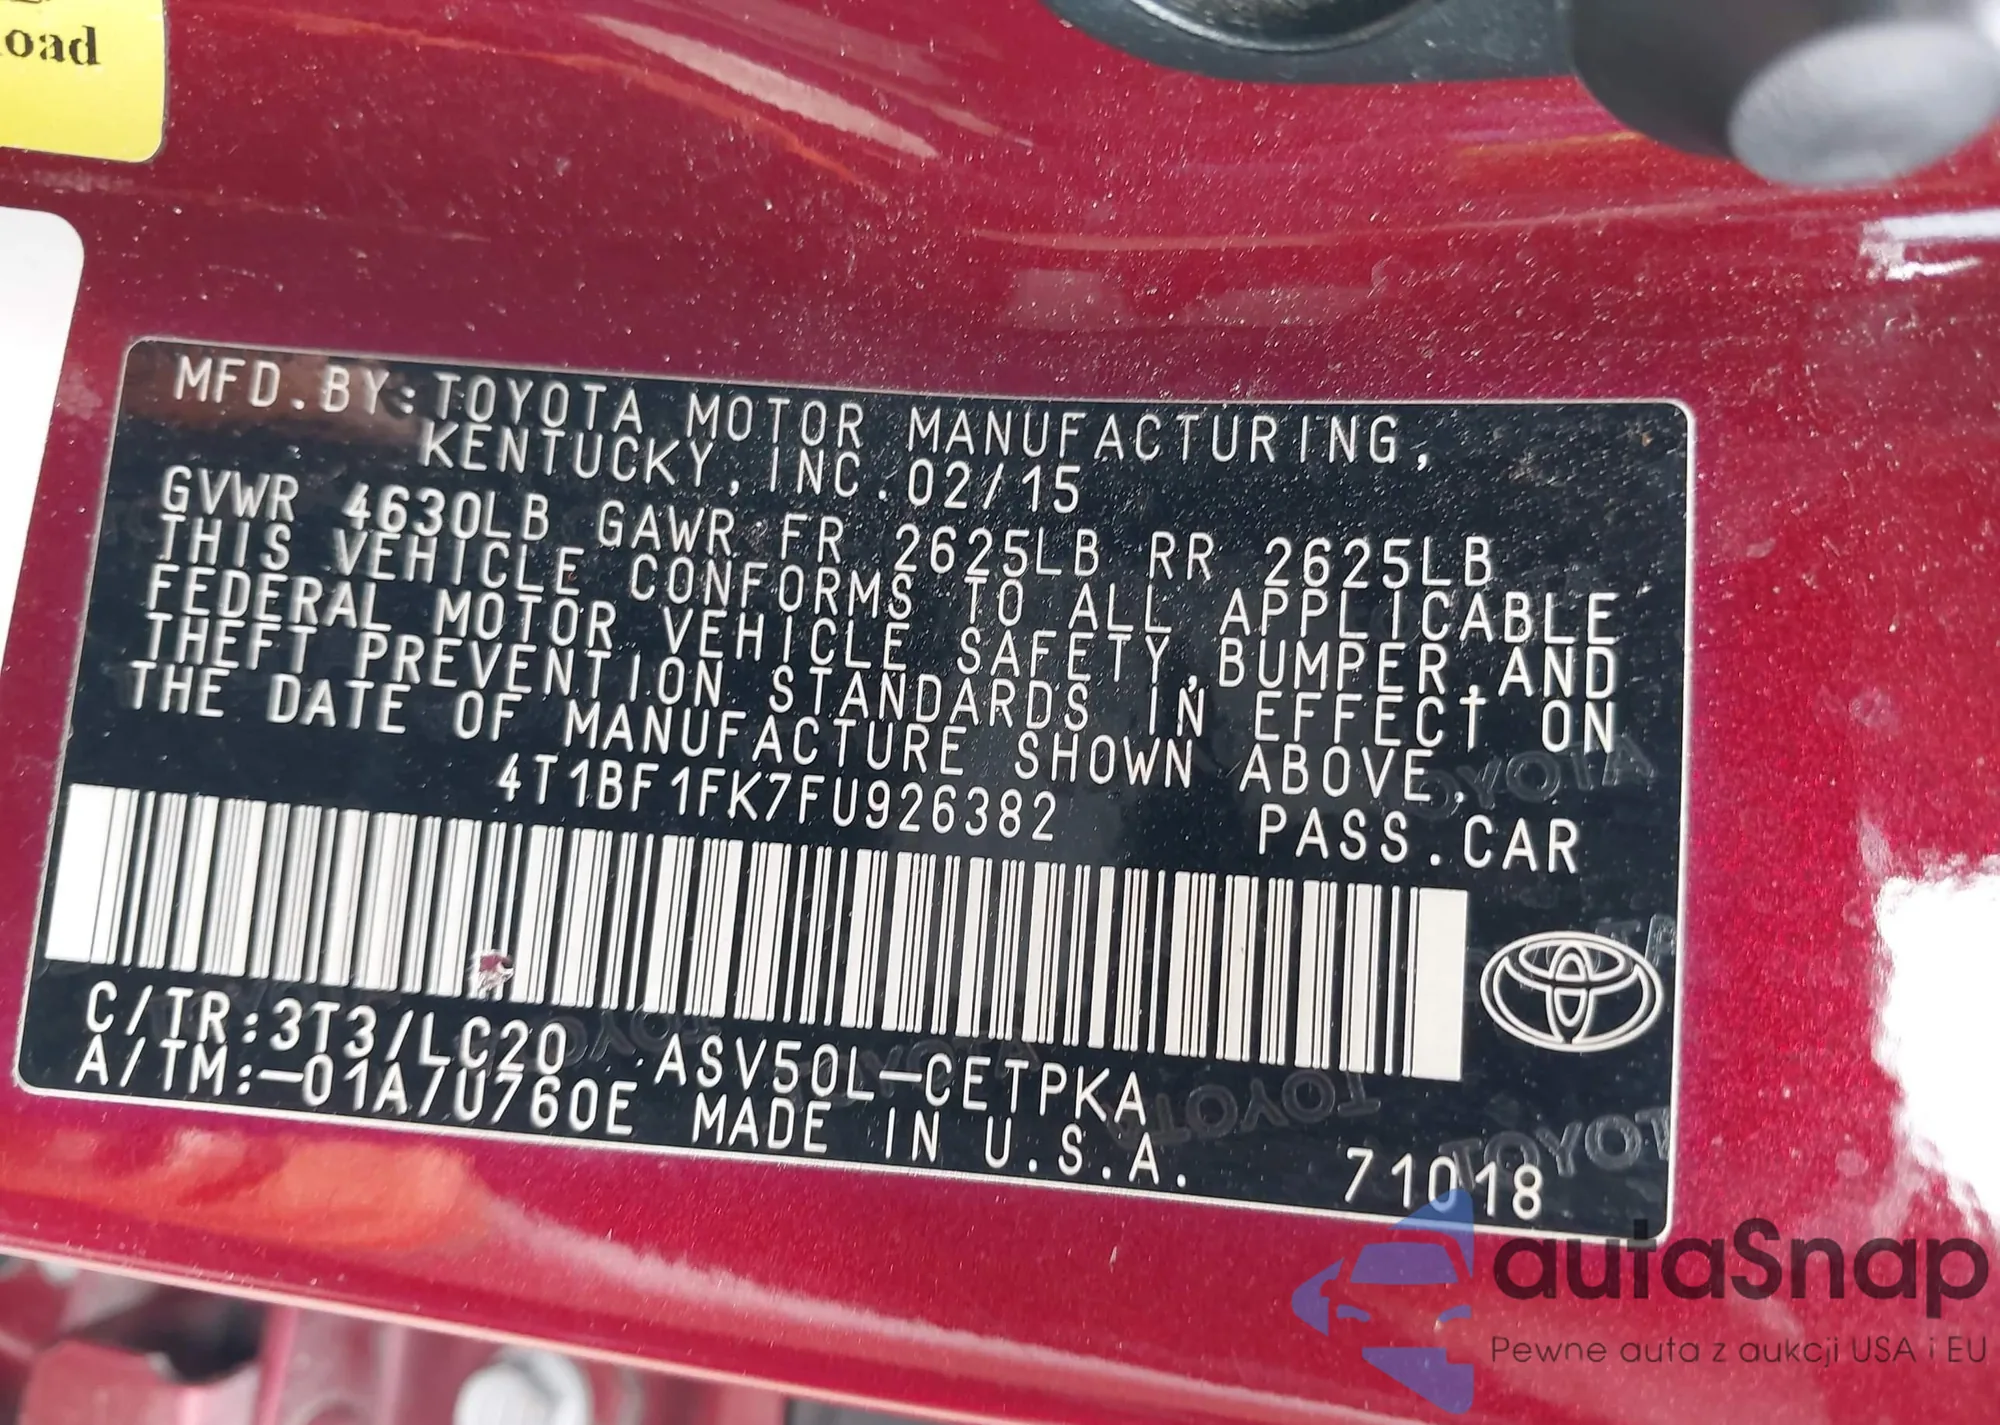 oad
MFD.BY:TOYOTA MOTOR MANUFACTURING,
KENTUCKY, INC.02/15
GVWR 4630LB GAWR FR 2625LB RR 2625LB
THIS VEHICLE CONFORMS TO ALL APPLICABLE
FEDERAL MOTOR VEHICLE SAFETY,BUMPER,AND
THEFT PREVENTION STANDARDS IN EFFECT ON
THE DATE OF MANUFACTURE SHOWN ABOVE.
4T1BF1FK7FU926382 PASS.CAR
C/TR:3T3/LC20 ASV50L-CETPKA
A/TM:-01A/U760E MADE IN U.S.A. 71018
autaSnap
Pewne auta z aukcji USA i EU